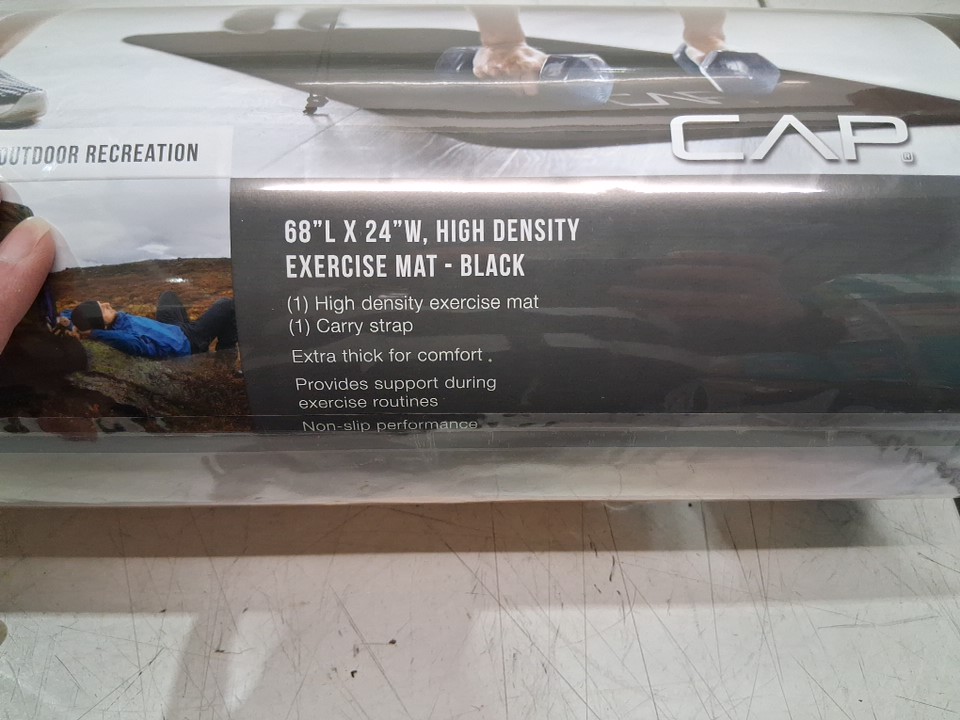 CAP
OUTDOOR RECREATION
CAP
68”L X 24”W, HIGH DENSITY
EXERCISE MAT - BLACK
(1) High density exercise mat
(1) Carry strap
Extra thick for comfort .
Provides support during
exercise routines
Non-slip performance